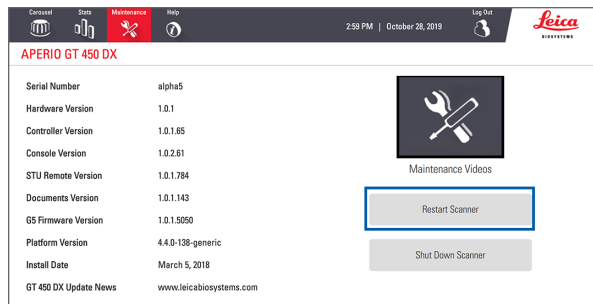 Carousel Stats Maintenance Help Log Out
2:59 PM | October 28, 2019
Leica
BIOSYSTEMS
APERIO GT 450 DX
Serial Number alpha5
Hardware Version 1.0.1
Controller Version 1.0.1.65
Console Version 1.0.2.61
STU Remote Version 1.0.1.784
Documents Version 1.0.1.143
G5 Firmware Version 1.0.1.5050
Platform Version 4.4.0-138-generic
Install Date March 5, 2018
GT 450 DX Update News www.leicabiosystems.com
Maintenance Videos
Restart Scanner
Shut Down Scanner